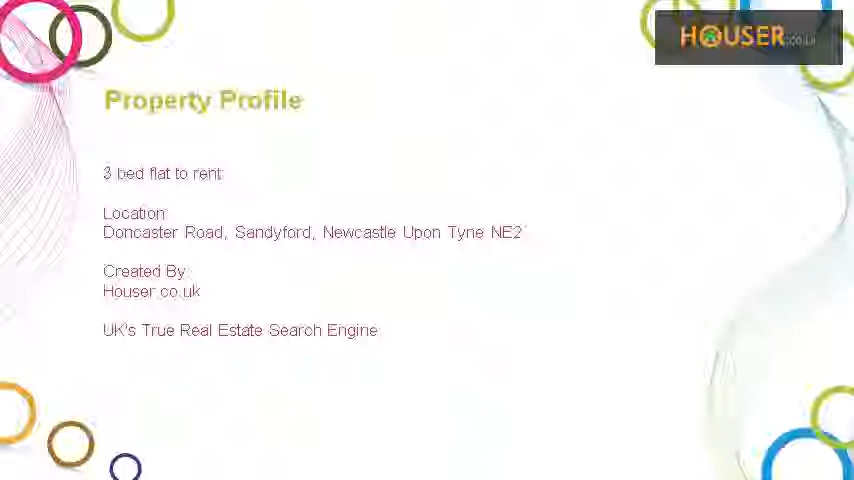 HOUSER.co.uk
Property Profile
3 bed flat to rent
Location:
Doncaster Road, Sandyford, Newcastle Upon Tyne NE2
Created By:
Houser.co.uk
UK's True Real Estate Search Engine